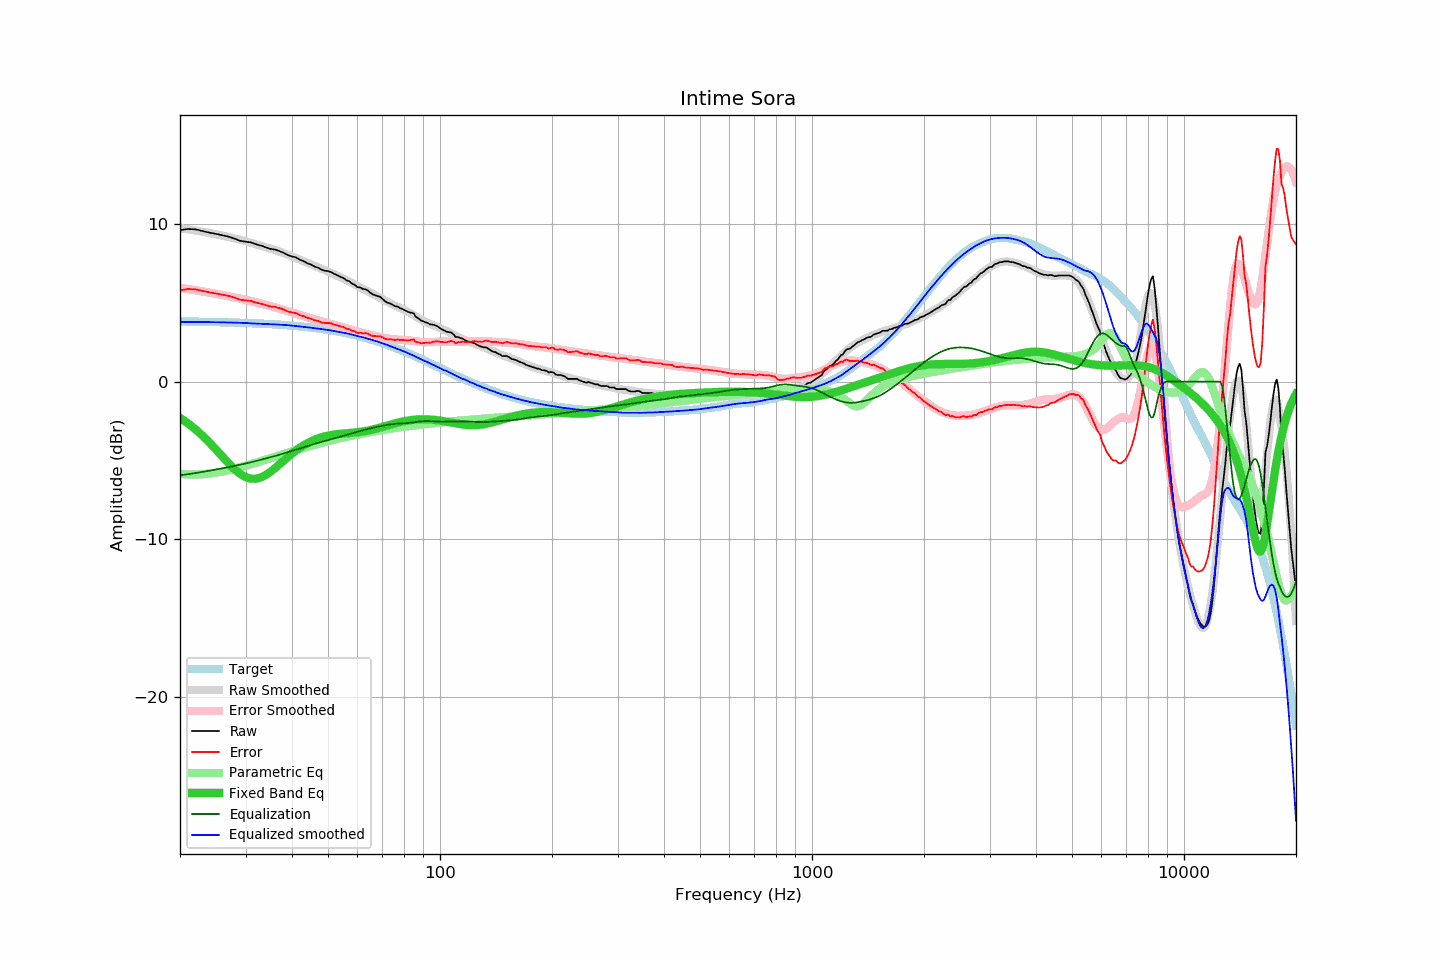 Intime Sora
10
0
−10
−20
Amplitude (dBr)
100
1000
10000
Frequency (Hz)
Target
Raw Smoothed
Error Smoothed
Raw
Error
Parametric Eq
Fixed Band Eq
Equalization
Equalized smoothed